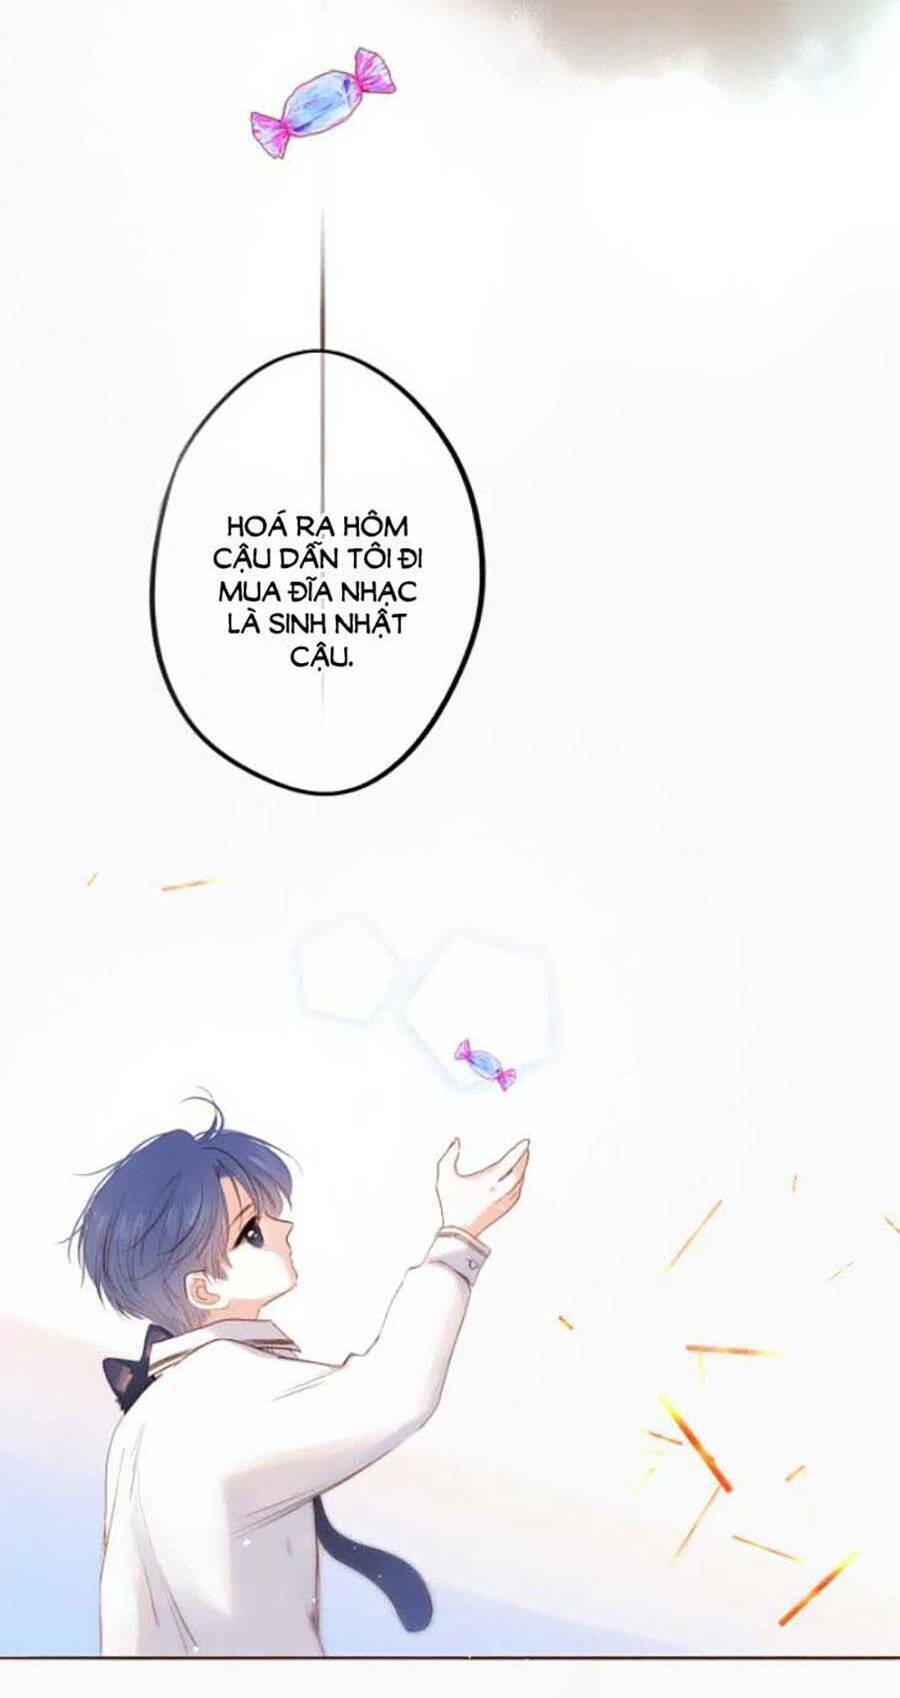 HOÁ RA HÔM
CẬU DẪN TÔI ĐI
MUA ĐĨA NHẠC
LÀ SINH NHẬT
CẬU.